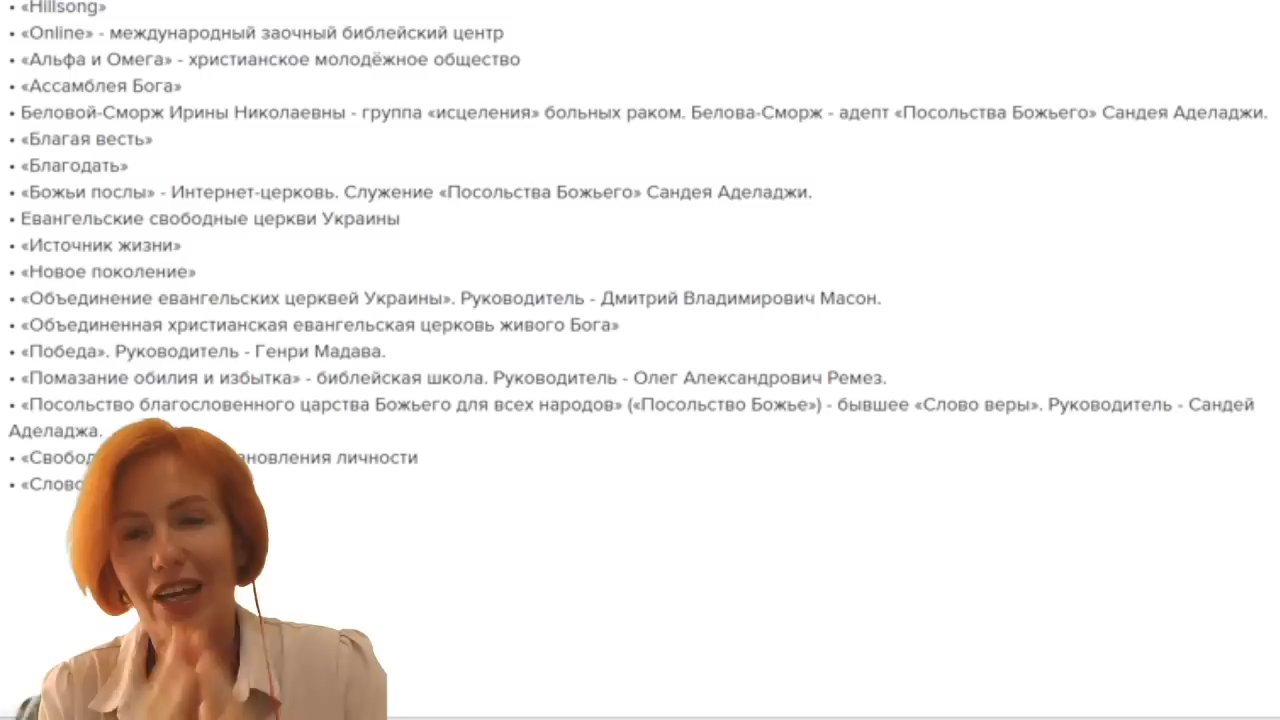 • «Hillsong»
• «Online» - международный заочный библейский центр
• «Альфа и Омега» - христианское молодёжное общество
• «Ассамблея Бога»
• Беловой-Сморж Ирины Николаевны - группа «исцеления» больных раком. Белова-Сморж - адепт «Посольства Божьего» Сандея Аделаджи.
• «Благая весть»
• «Благодать»
• «Божьи послы» - Интернет-церковь. Служение «Посольства Божьего» Сандея Аделаджи.
• Евангельские свободные церкви Украины
• «Источник жизни»
• «Новое поколение»
• «Объединение евангельских церквей Украины». Руководитель - Дмитрий Владимирович Масон.
• «Объединенная христианская евангельская церковь живого Бога»
• «Победа». Руководитель - Генри Мадава.
• «Помазание обилия и избытка» - библейская школа. Руководитель - Олег Александрович Ремез.
• «Посольство благословенного царства Божьего для всех народов» («Посольство Божье») - бывшее «Слово веры». Руководитель - Сандей
Аделаджа.
• личности